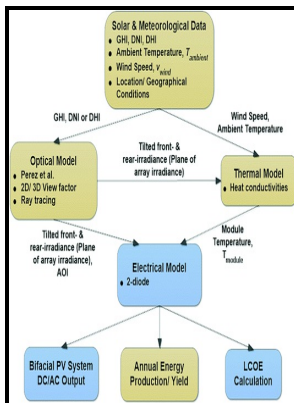 Solar & Meteorological Data
• GHI, DNI, DHI
• Ambient Temperature, T_ambient
• Wind Speed, v_wind
• Location/ Geographical
Conditions
GHI, DNI or DHI
Wind Speed,
Ambient Temperature
Optical Model
• Perez et al.
• 2D/ 3D View factor
• Ray tracing
Tilted front- &
rear-irradiance (Plane of
array irradiance)
Thermal Model
• Heat conductivities
Tilted front- &
rear-irradiance (Plane
of array irradiance),
AOI
Module
Temperature,
T_module
Electrical Model
• 2-diode
Bifacial PV System
DC/AC Output
Annual Energy
Production/ Yield
LCOE
Calculation